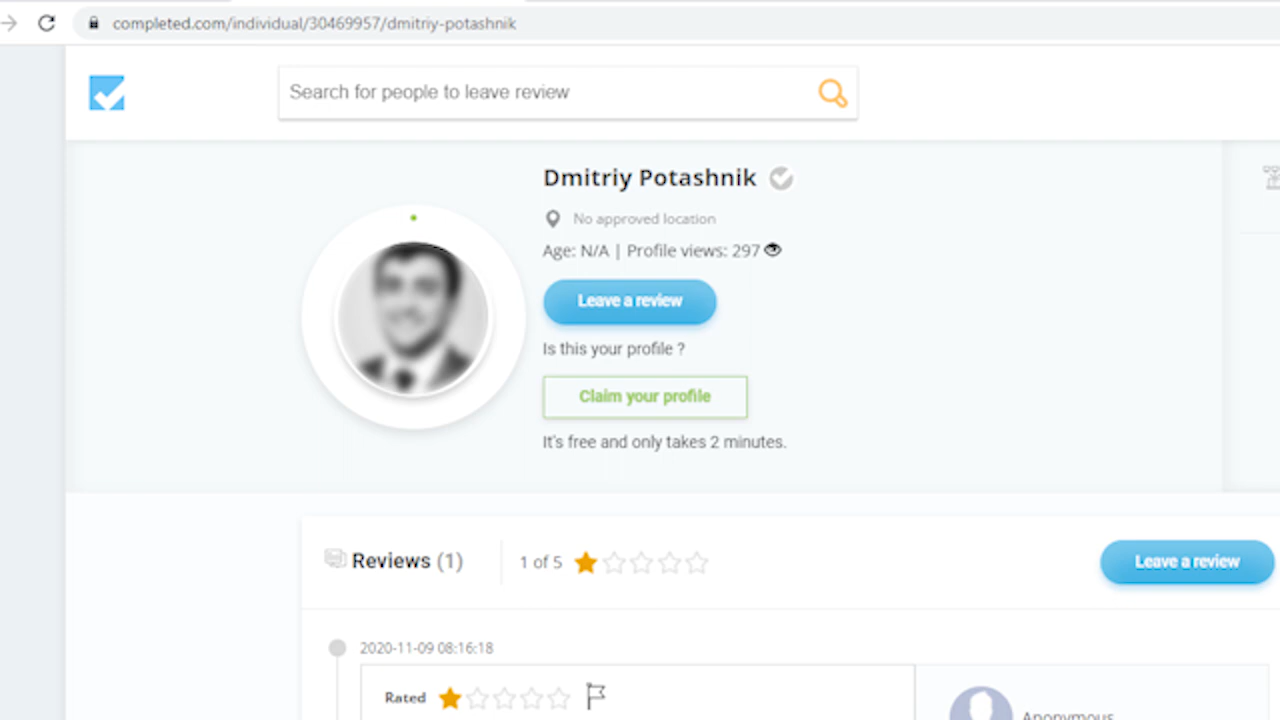 completed.com/individual/30469957/dmitriy-potashnik
Search for people to leave review
Dmitriy Potashnik
No approved location
Age: N/A | Profile views: 297
Leave a review
Is this your profile ?
Claim your profile
It's free and only takes 2 minutes.
Reviews (1)
1 of 5
Leave a review
2020-11-09 08:16:18
Rated
Anonymous